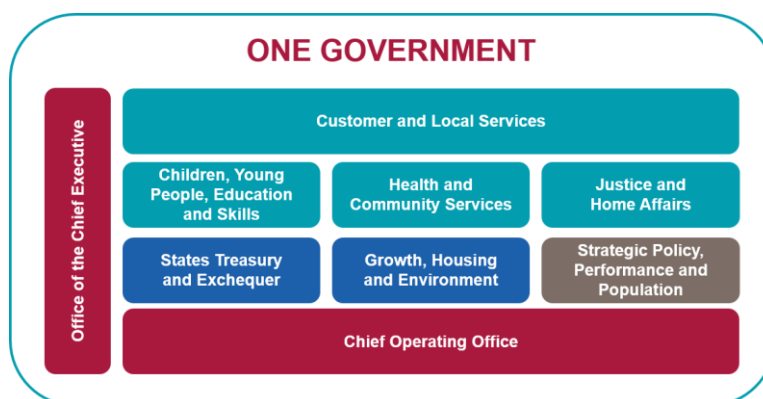 ONE GOVERNMENT
Office of the Chief Executive
Customer and Local Services
Children, Young
People, Education
and Skills
Health and
Community Services
Justice and
Home Affairs
States Treasury
and Exchequer
Growth, Housing
and Environment
Strategic Policy,
Performance and
Population
Chief Operating Office